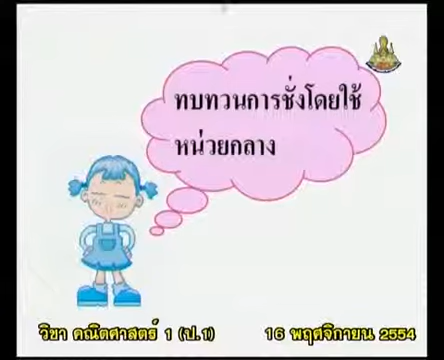 ทบทวนการชั่งโดยใช้
หน่วยกลาง
วิชา คณิตศาสตร์ 1 (ป.1)
16 พฤศจิกายน 2554